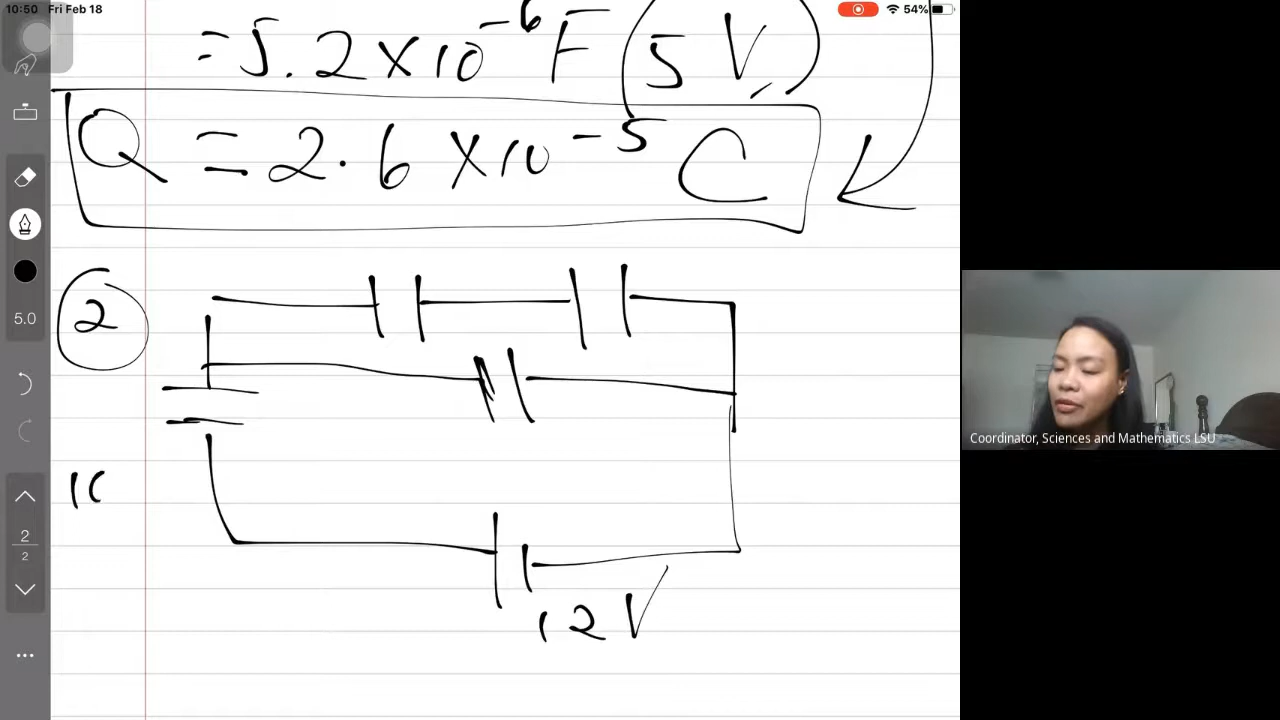 10:50 Fri Feb 18
54%
= 5.2 × 10⁻⁶ F (5 V)
Q = 2.6 × 10⁻⁵ C
2
5.0
10
2
2
12 V
Coordinator, Sciences and Mathematics LSU